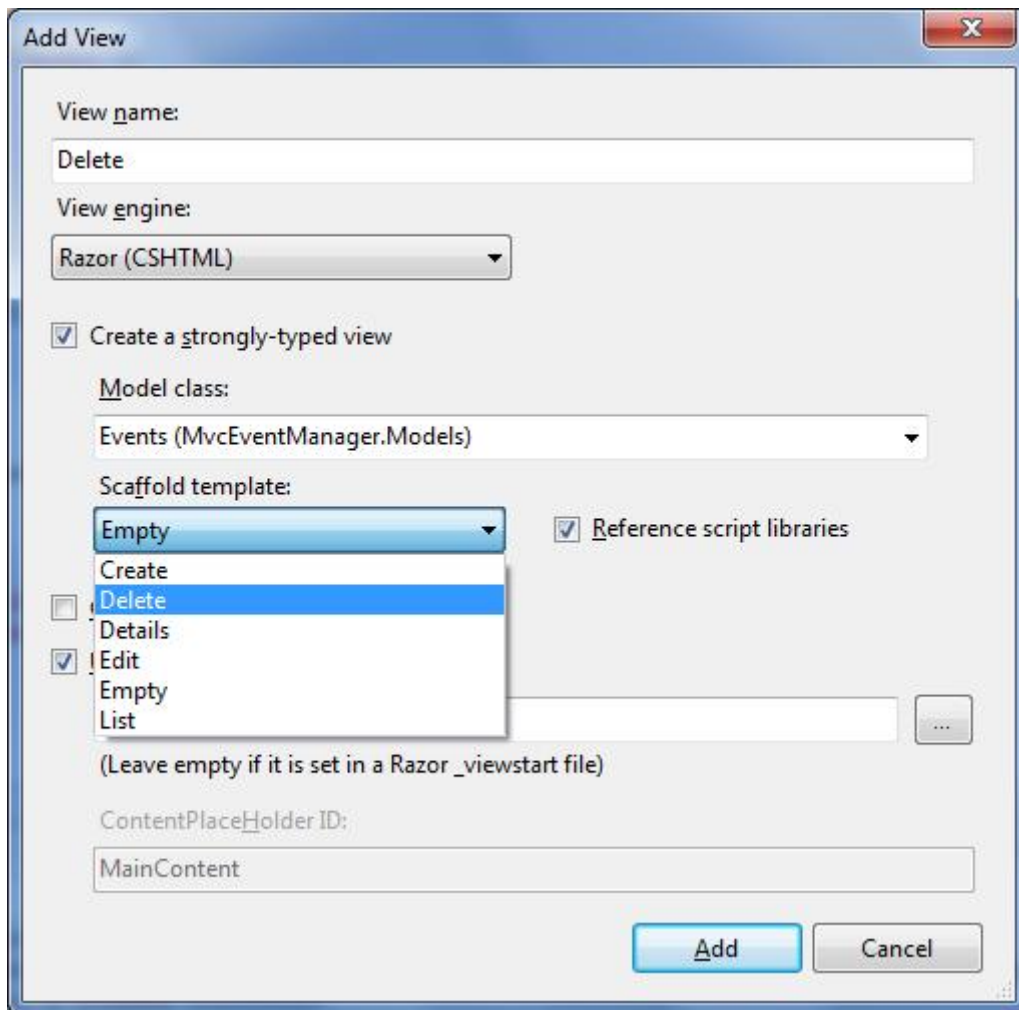 Add View
View name:
Delete
View engine:
Razor (CSHTML)
Create a strongly-typed view
Model class:
Events (MvcEventManager.Models)
Scaffold template:
Empty
Reference script libraries
Create
Delete
Details
Edit
Empty
List
...
(Leave empty if it is set in a Razor _viewstart file)
ContentPlaceHolder ID:
MainContent
Add Cancel